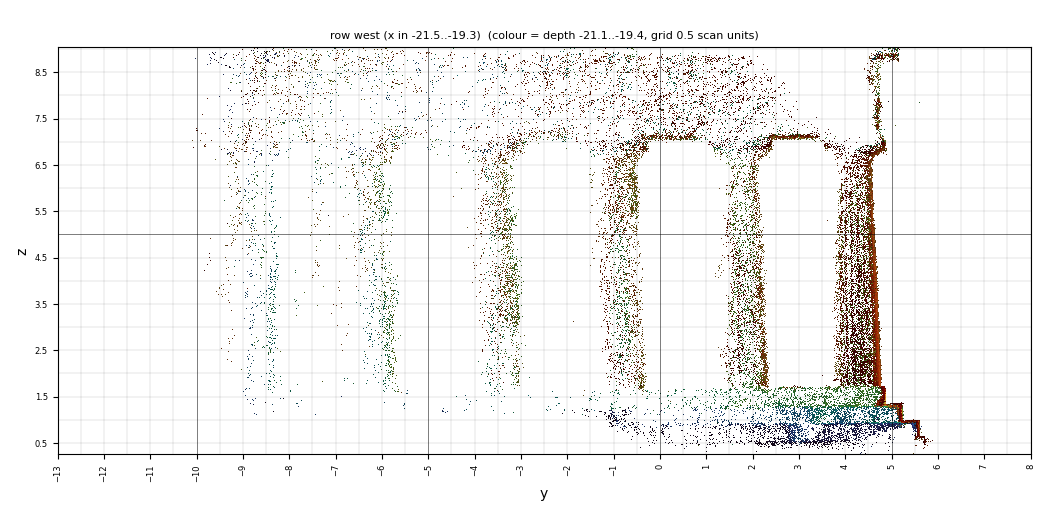 row west (x in -21.5..-19.3)  (colour = depth -21.1..-19.4, grid 0.5 scan units)
z
8.5
7.5
6.5
5.5
4.5
3.5
2.5
1.5
0.5
−13 −12 −11 −10 −9 −8 −7 −6 −5 −4 −3 −2 −1 0 1 2 3 4 5 6 7 8
y